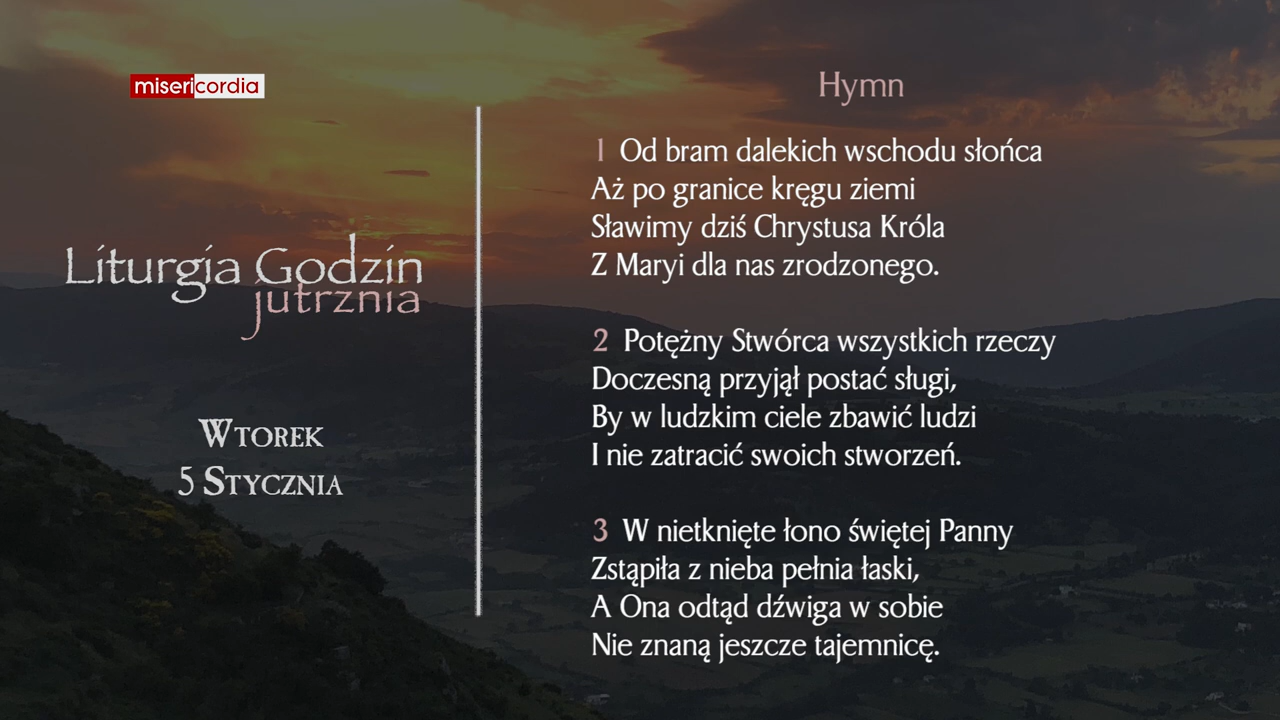 misericordia
Liturgia Godzin
jutrznia
Wtorek
5 Stycznia
Hymn
1 Od bram dalekich wschodu słońca
Aż po granice kręgu ziemi
Sławimy dziś Chrystusa Króla
Z Maryi dla nas zrodzonego.
2 Potężny Stwórca wszystkich rzeczy
Doczesną przyjął postać sługi,
By w ludzkim ciele zbawić ludzi
I nie zatracić swoich stworzeń.
3 W nietknięte łono świętej Panny
Zstąpiła z nieba pełnia łaski,
A Ona odtąd dźwiga w sobie
Nie znaną jeszcze tajemnicę.